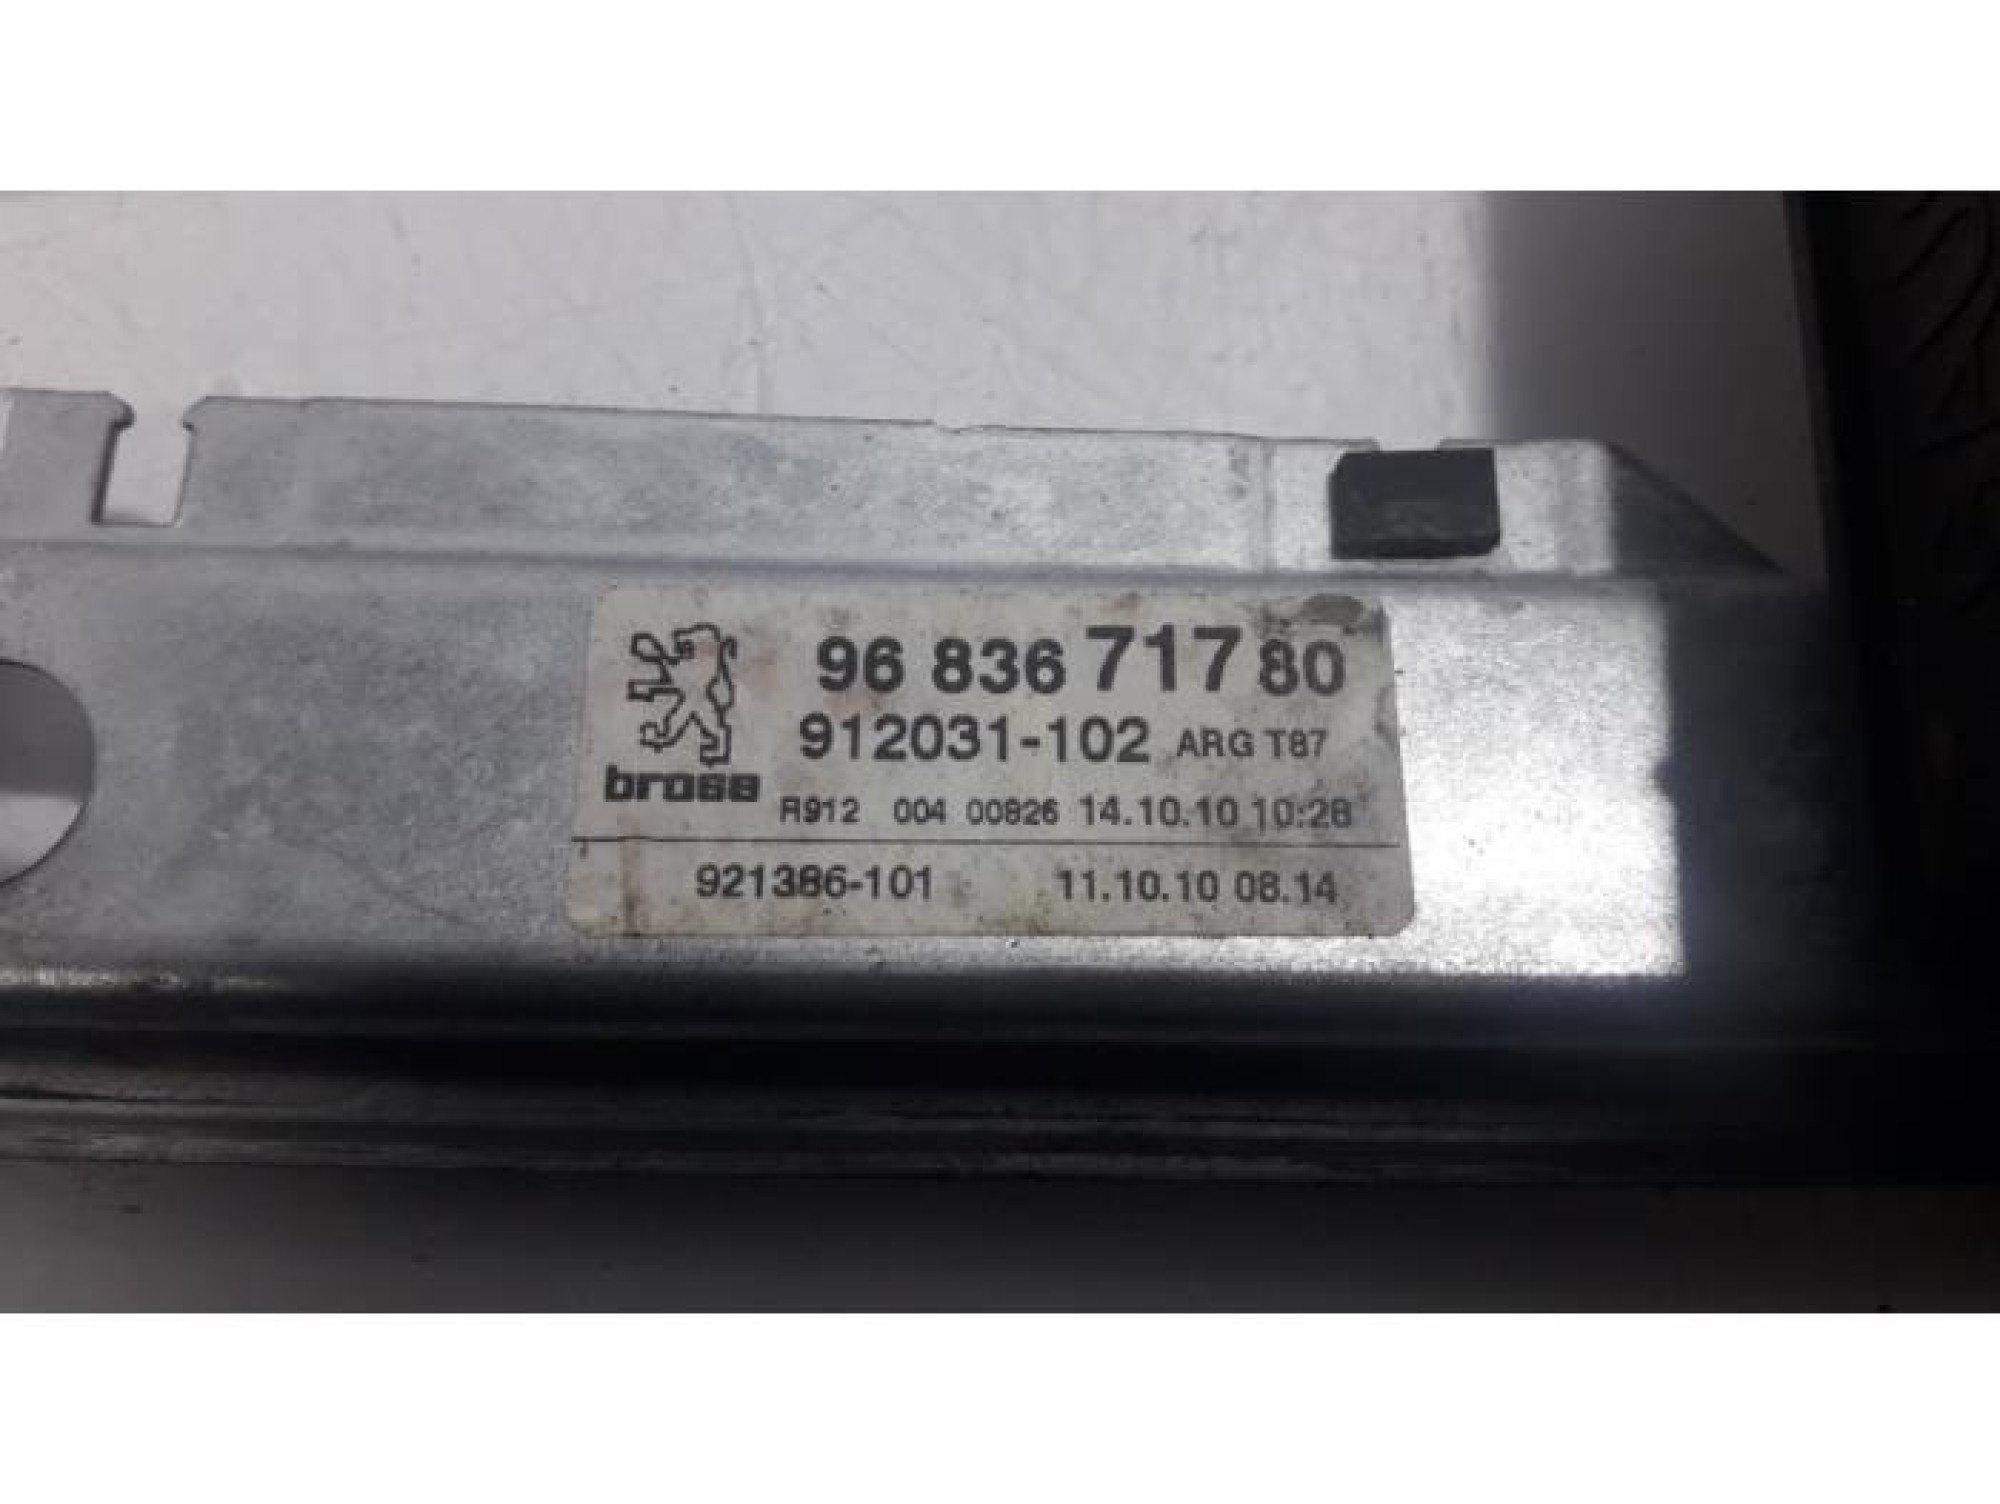 96 836 717 80
912031-102 ARG T87
brose
R912 004 00826 14.10.10 10:28
921386-101 11.10.10 08.14